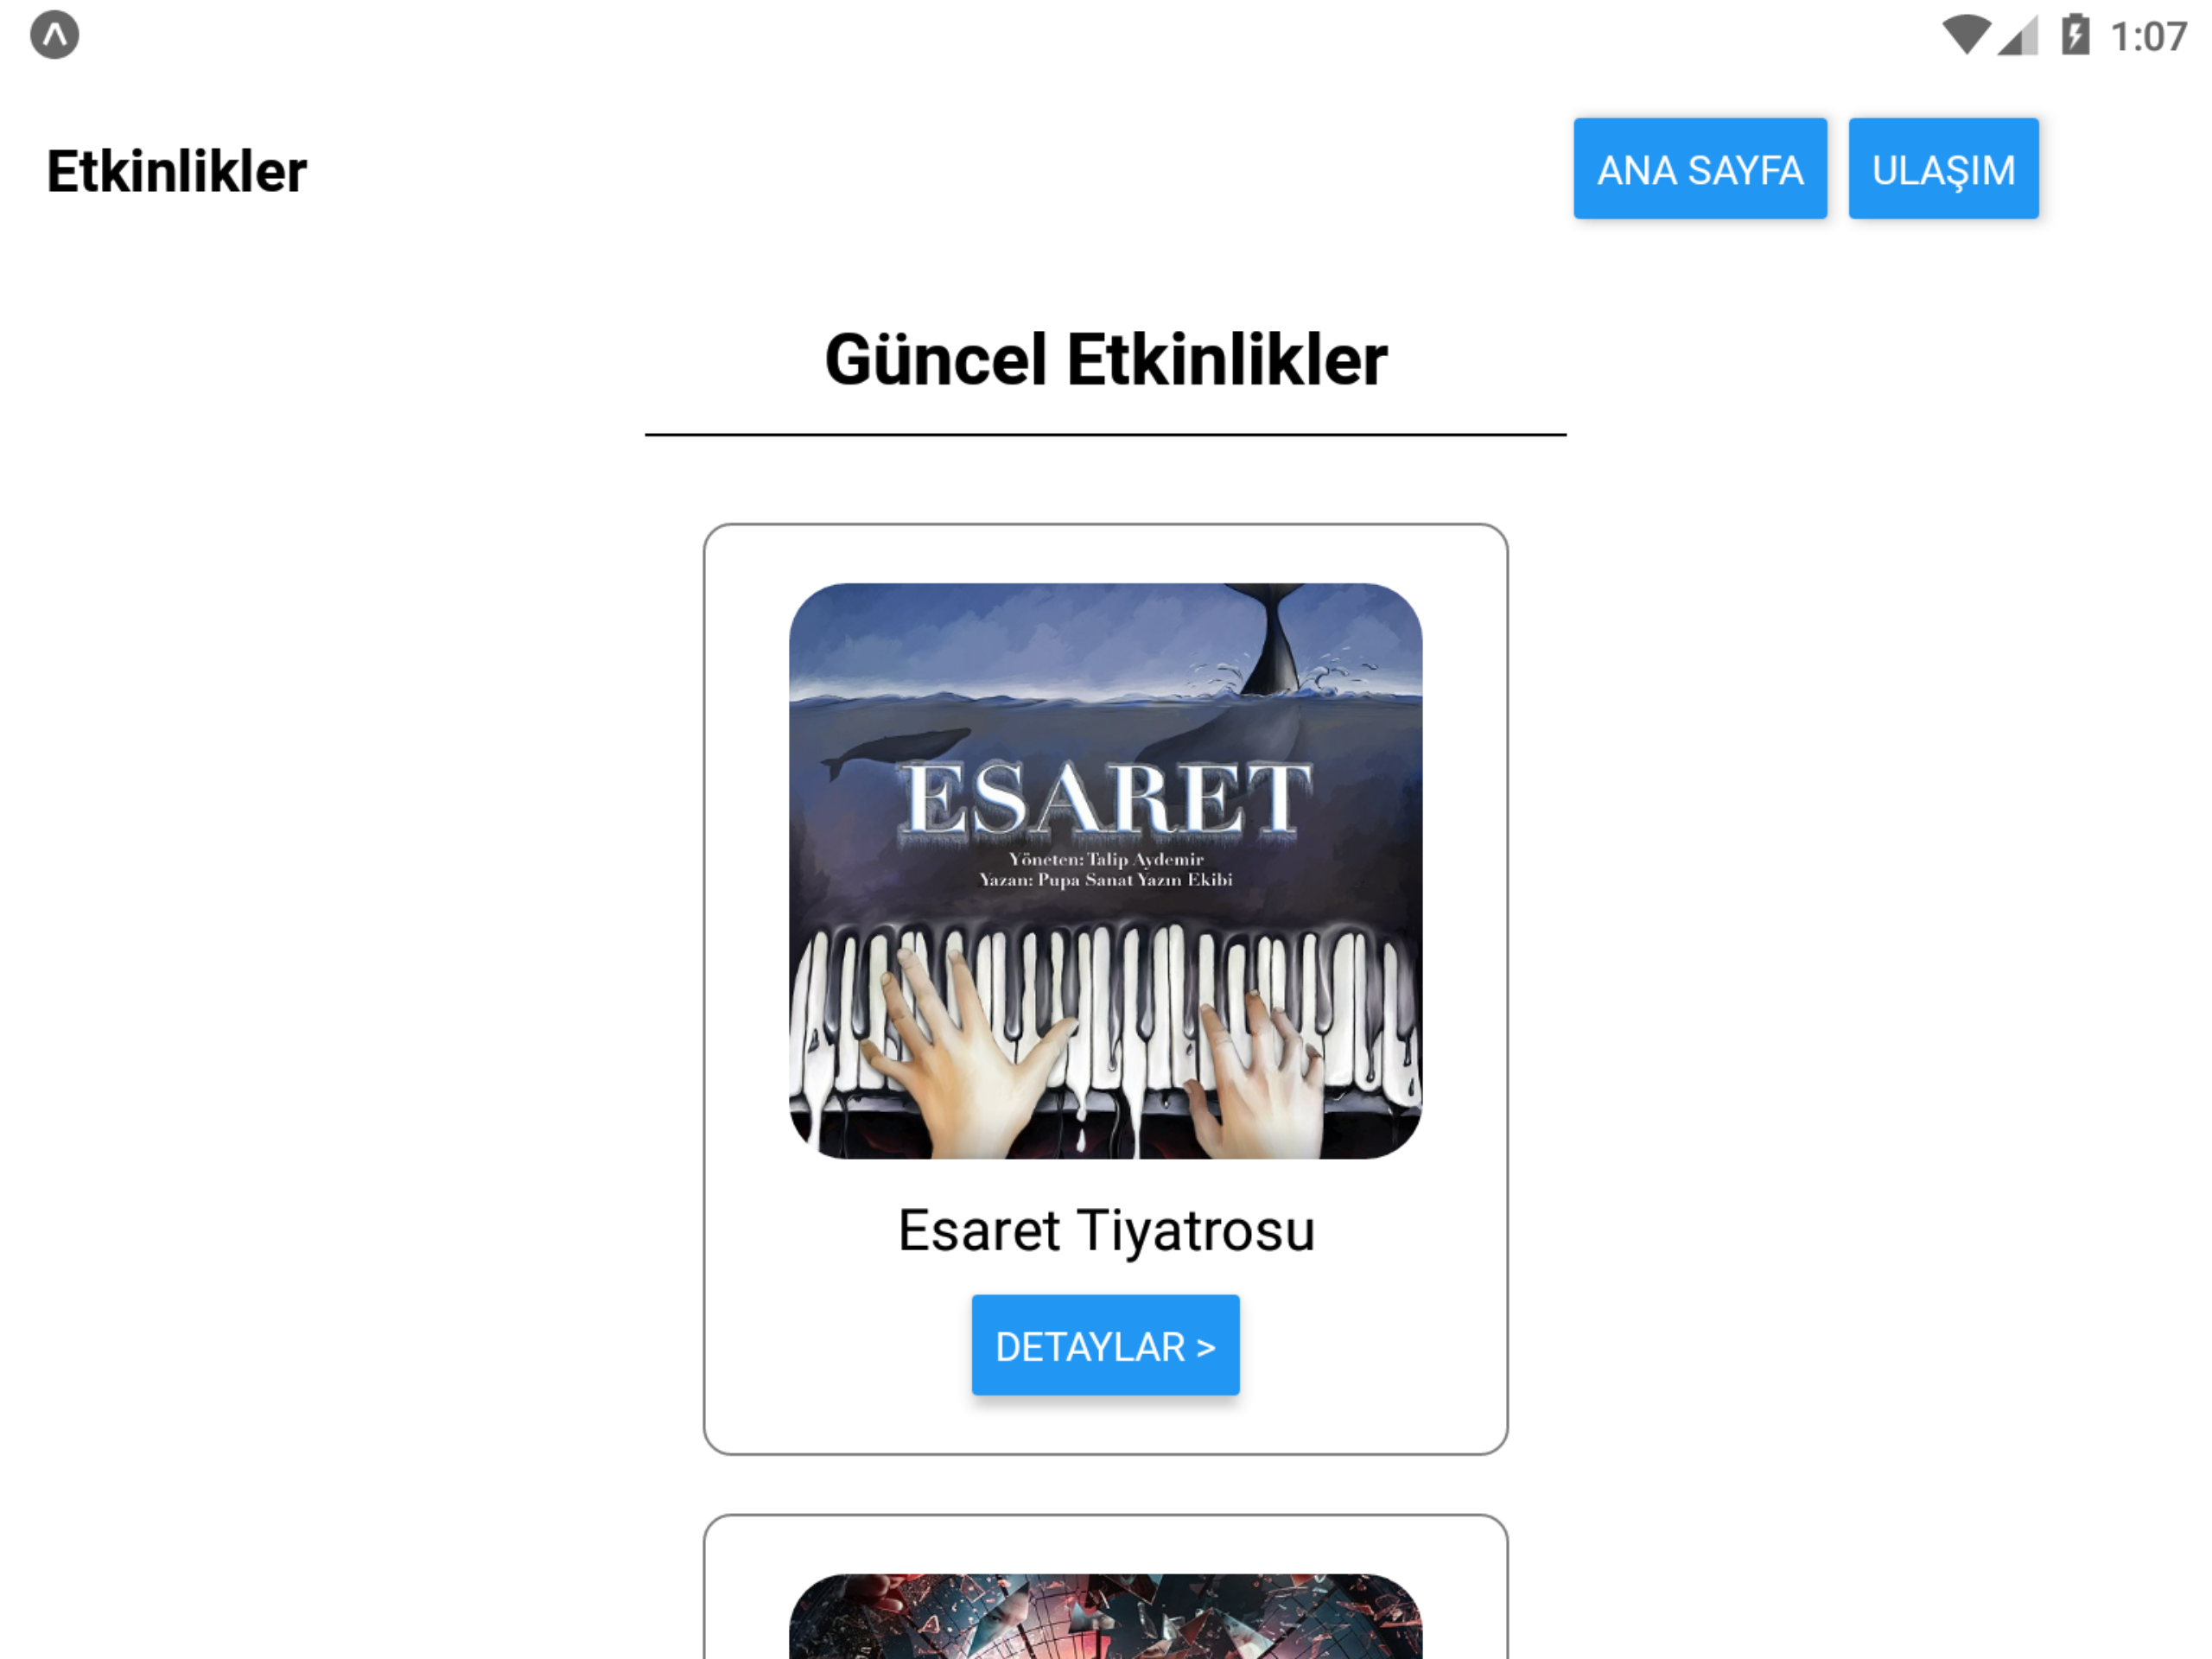 1:07
Etkinlikler
ANA SAYFA
ULAŞIM
Güncel Etkinlikler
ESARET
Yöneten: Talip Aydemir
Yazan: Pupa Sanat Yazın Ekibi
Esaret Tiyatrosu
DETAYLAR >